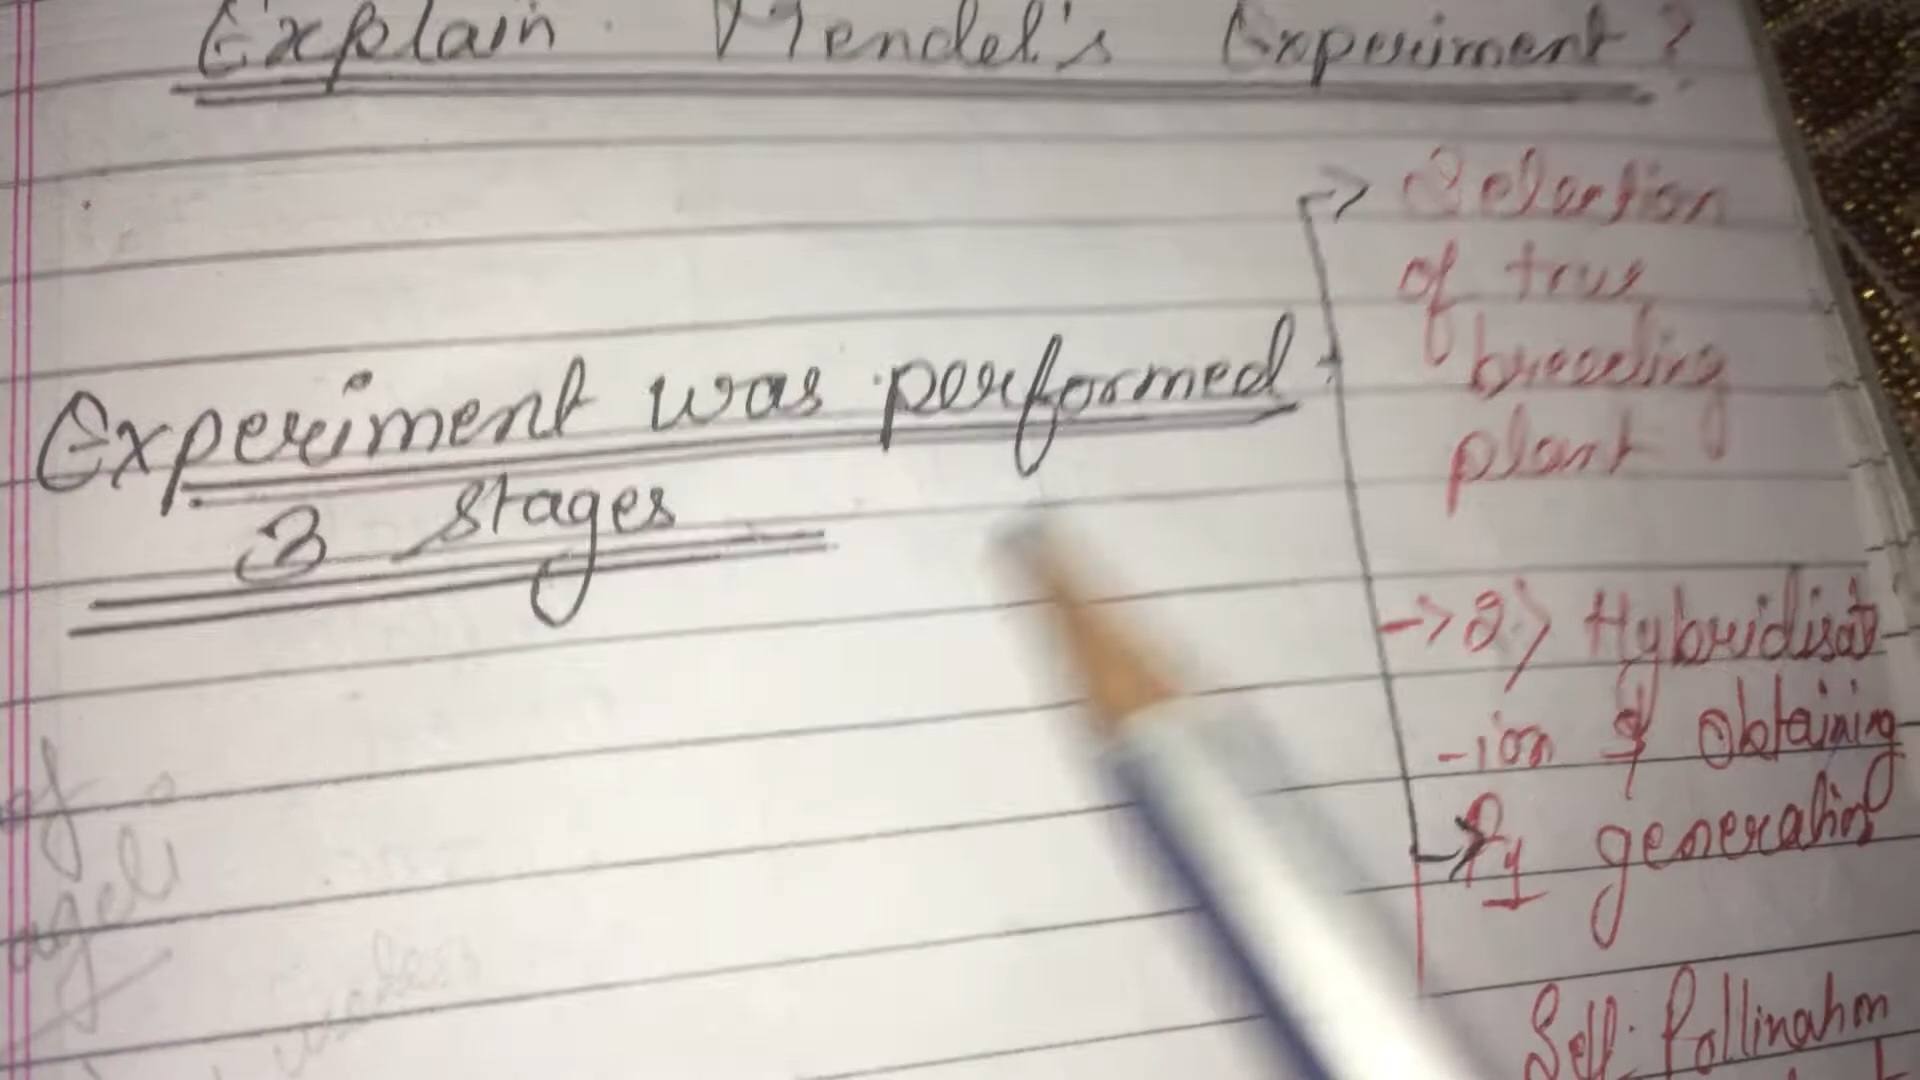 Explain Mendel's Experiment?
Experiment was performed
3 stages
-> Selection
of true
breeding
plant
-> 2) Hybridisat
-ion & obtaining
-> F1 generation
Self-Pollination